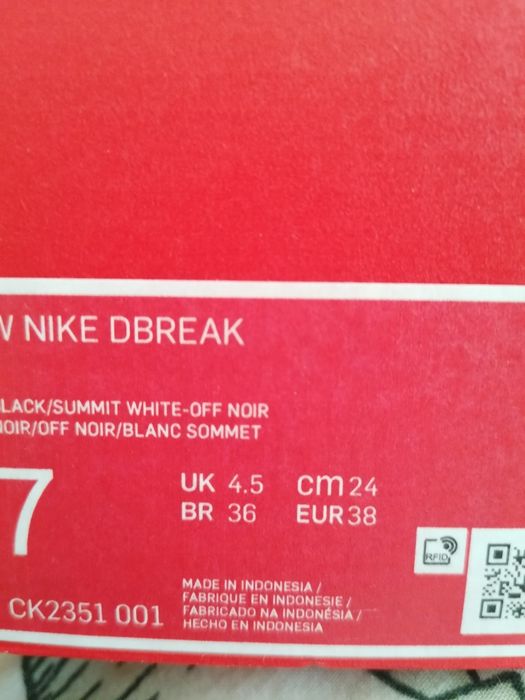 W NIKE DBREAK
LACK/SUMMIT WHITE-OFF NOIR
NOIR/OFF NOIR/BLANC SOMMET
7
UK 4.5 cm 24
BR 36 EUR 38
RFID
CK2351 001
MADE IN INDONESIA /
FABRIQUE EN INDONESIE /
FABRICADO NA INDONÉSIA /
HECHO EN INDONESIA